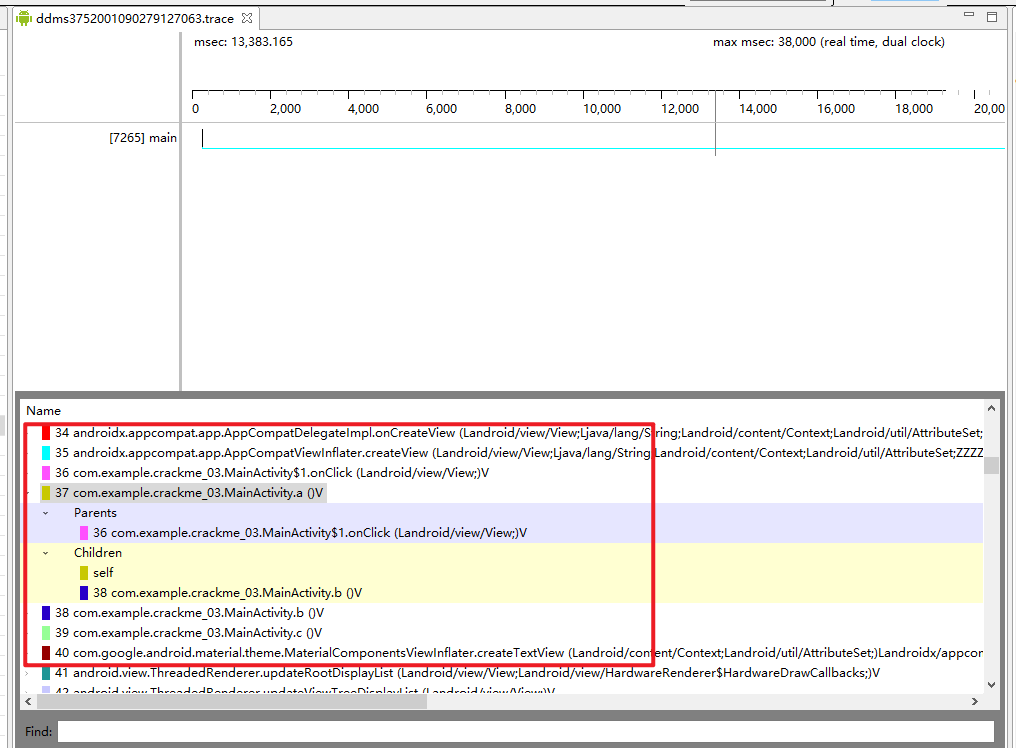 ddms3752001090279127063.trace
msec: 13,383.165
max msec: 38,000 (real time, dual clock)
0 2,000 4,000 6,000 8,000 10,000 12,000 14,000 16,000 18,000 20,00
[7265] main
Name
34 androidx.appcompat.app.AppCompatDelegateImpl.onCreateView (Landroid/view/View;Ljava/lang/String;Landroid/content/Context;Landroid/util/AttributeSet;
35 androidx.appcompat.app.AppCompatViewInflater.createView (Landroid/view/View;Ljava/lang/String;Landroid/content/Context;Landroid/util/AttributeSet;ZZZZ
36 com.example.crackme_03.MainActivity$1.onClick (Landroid/view/View;)V
37 com.example.crackme_03.MainActivity.a ()V
Parents
36 com.example.crackme_03.MainActivity$1.onClick (Landroid/view/View;)V
Children
self
38 com.example.crackme_03.MainActivity.b ()V
38 com.example.crackme_03.MainActivity.b ()V
39 com.example.crackme_03.MainActivity.c ()V
40 com.google.android.material.theme.MaterialComponentsViewInflater.createTextView (Landroid/content/Context;Landroid/util/AttributeSet;)Landroidx/appcor
41 android.view.ThreadedRenderer.updateRootDisplayList (Landroid/view/View;Landroid/view/HardwareRenderer$HardwareDrawCallbacks;)V
42 android.view.ThreadedRenderer.updateViewTreeDisplayList (Landroid/view/View;)V
Find: